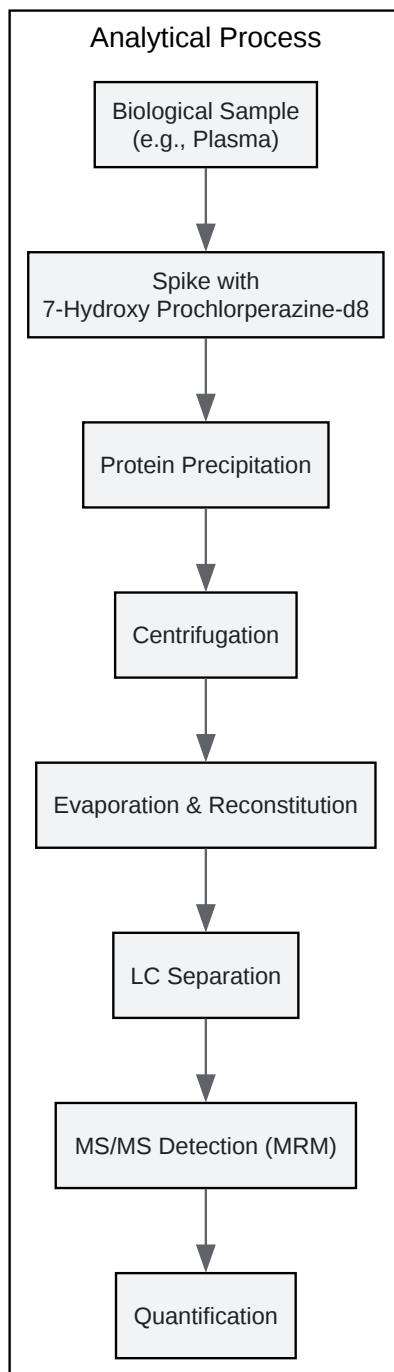 Analytical Process
Biological Sample
(e.g., Plasma)
Spike with
7-Hydroxy Prochlorperazine-d8
Protein Precipitation
Centrifugation
Evaporation & Reconstitution
LC Separation
MS/MS Detection (MRM)
Quantification